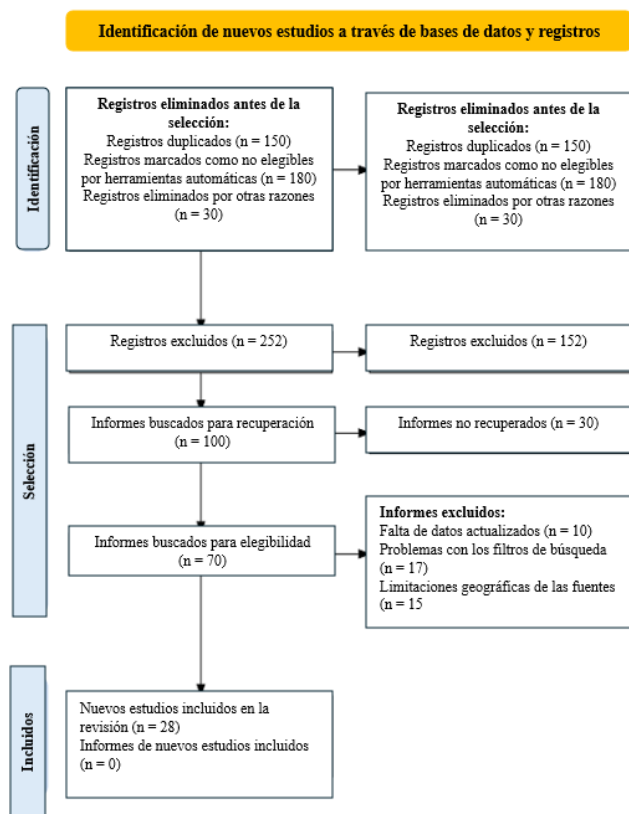 Identificación de nuevos estudios a través de bases de datos y registros
Identificación
Registros eliminados antes de la
selección:
Registros duplicados (n = 150)
Registros marcados como no elegibles
por herramientas automáticas (n = 180)
Registros eliminados por otras razones
(n = 30)
Registros eliminados antes de la
selección:
Registros duplicados (n = 150)
Registros marcados como no elegibles
por herramientas automáticas (n = 180)
Registros eliminados por otras razones
(n = 30)
Selección
Registros excluidos (n = 252)
Registros excluidos (n = 152)
Informes buscados para recuperación
(n = 100)
Informes no recuperados (n = 30)
Informes buscados para elegibilidad
(n = 70)
Informes excluidos:
Falta de datos actualizados (n = 10)
Problemas con los filtros de búsqueda
(n = 17)
Limitaciones geográficas de las fuentes
(n = 15
Incluidos
Nuevos estudios incluidos en la
revisión (n = 28)
Informes de nuevos estudios incluidos
(n = 0)